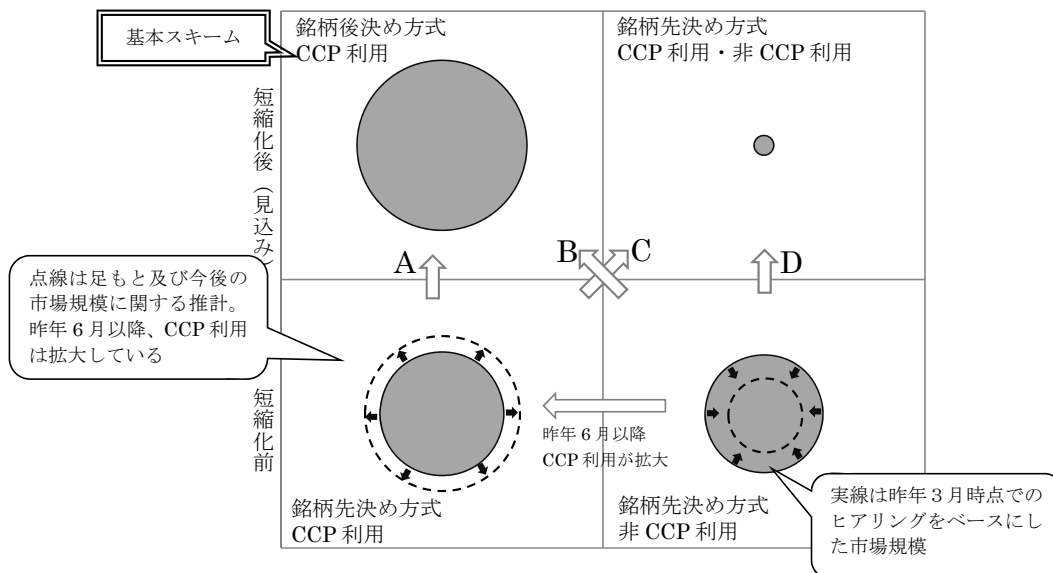 基本スキーム
銘柄後決め方式
CCP 利用
銘柄先決め方式
CCP 利用・非 CCP 利用
短縮化後（見込み）
A
B
C
D
点線は足もと及び今後の
市場規模に関する推計。
昨年 6 月以降、CCP 利用
は拡大している
短縮化前
昨年 6 月以降
CCP 利用が拡大
銘柄先決め方式
CCP 利用
銘柄先決め方式
非 CCP 利用
実線は昨年 3 月時点での
ヒアリングをベースにし
た市場規模